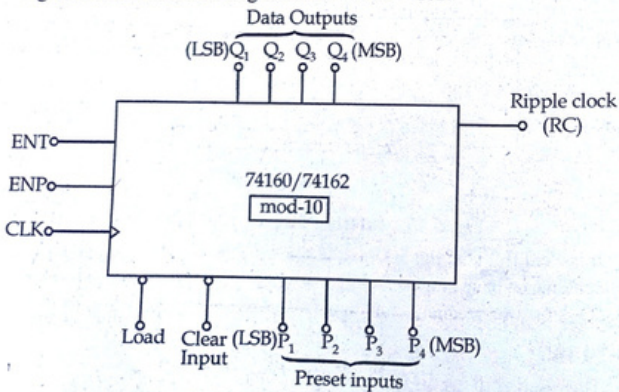 Data Outputs
(LSB)Q1 Q2 Q3 Q4 (MSB)
Ripple clock
(RC)
ENT
ENP
CLK
74160/74162
mod-10
Load
Clear
Input
(LSB)P1 P2 P3 P4 (MSB)
Preset inputs